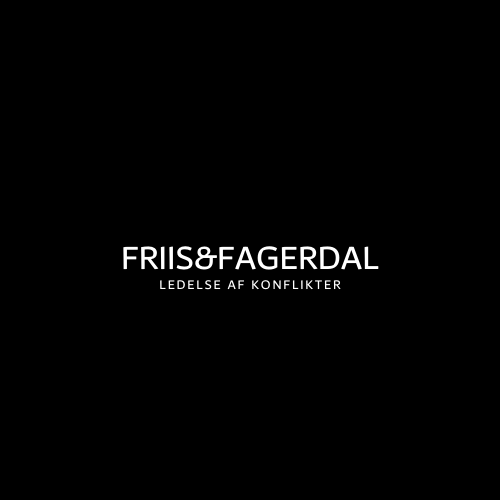 FRIIS&FAGERDAL
LEDELSE AF KONFLIKTER